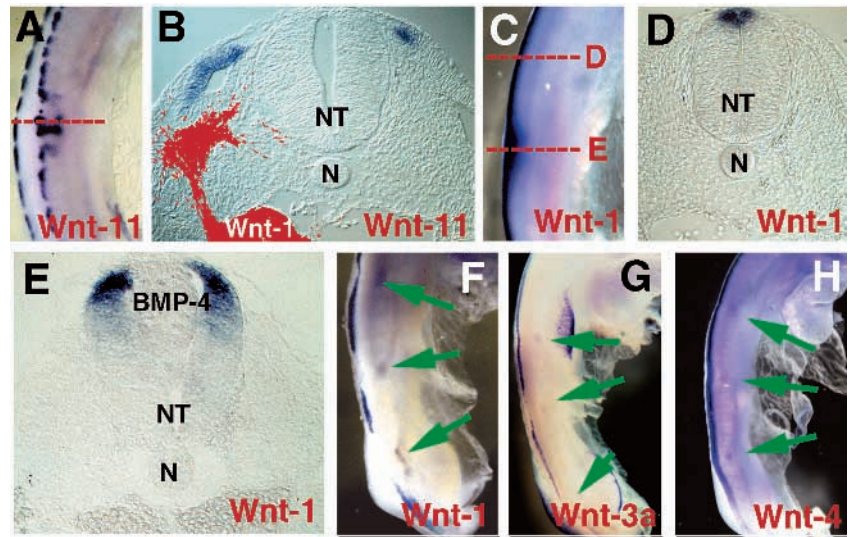 A
Wnt-11
B
NT
N
Wnt-1
Wnt-11
C
D
E
Wnt-1
D
NT
N
Wnt-1
E
BMP-4
NT
N
Wnt-1
F
Wnt-1
G
Wnt-3a
H
Wnt-4